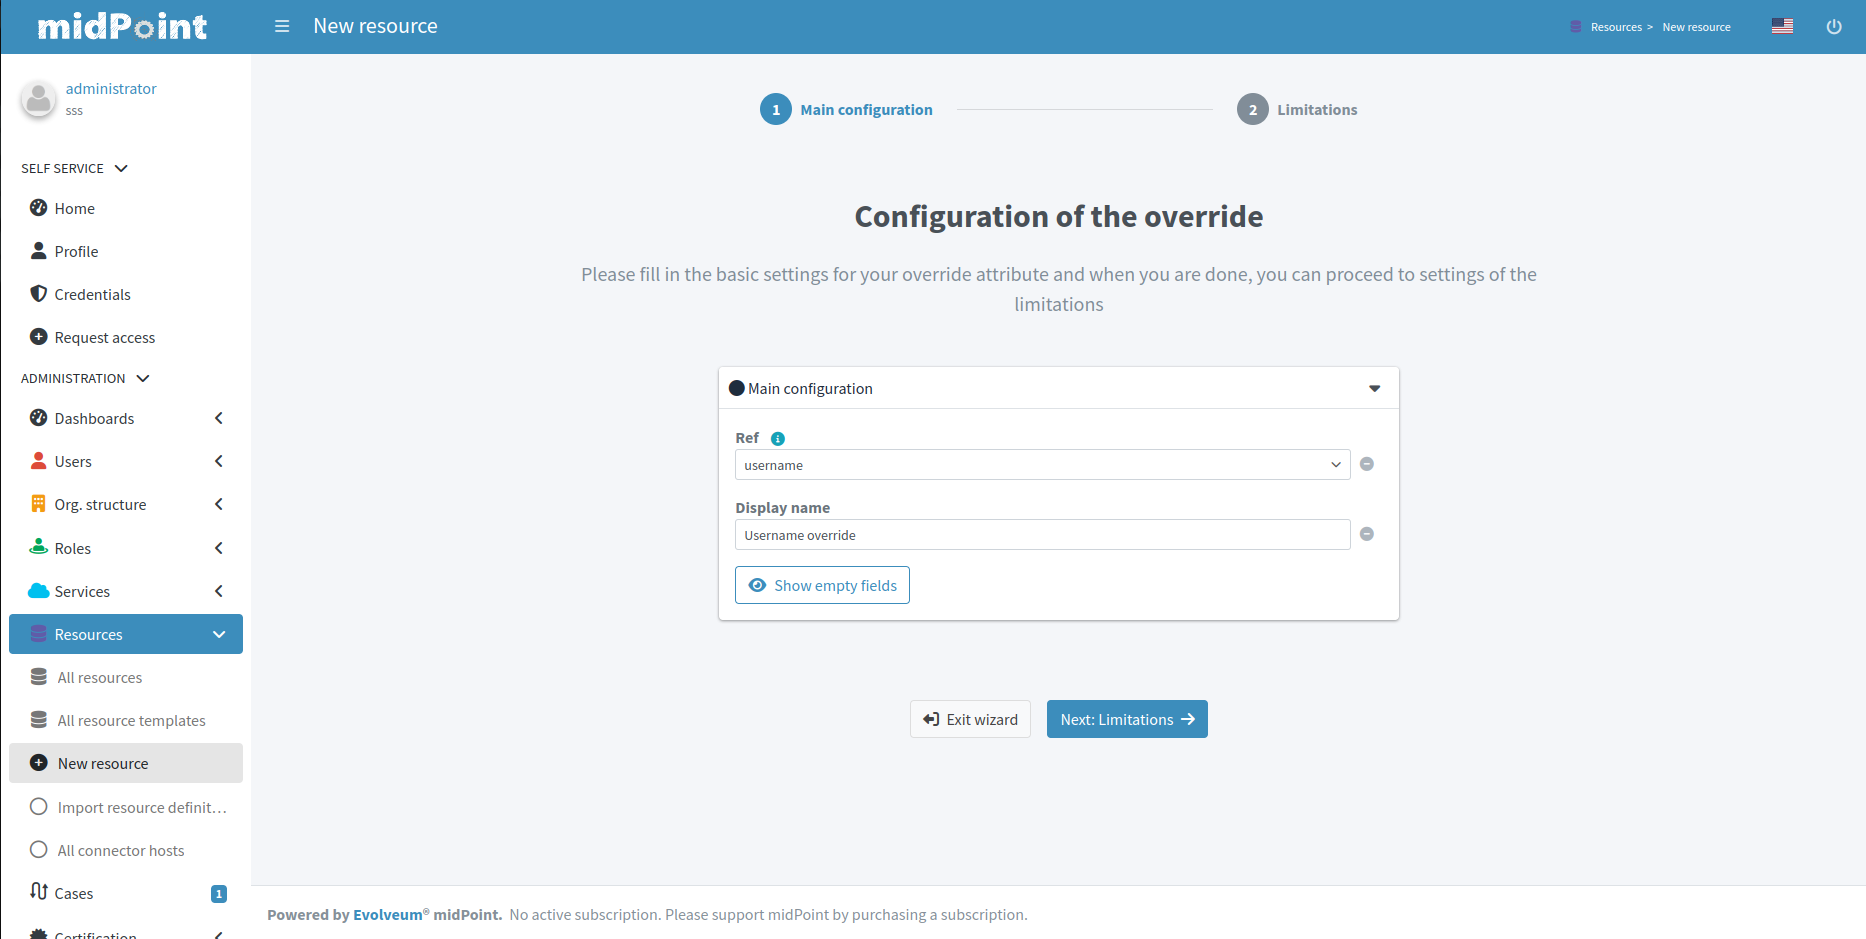 midPoint
New resource
Resources > New resource
administrator
sss
SELF SERVICE
Home
Profile
Credentials
Request access
ADMINISTRATION
Dashboards
Users
Org. structure
Roles
Services
Resources
All resources
All resource templates
New resource
Import resource definit...
All connector hosts
Cases
1
Certification
1 Main configuration
2 Limitations
Configuration of the override
Please fill in the basic settings for your override attribute and when you are done, you can proceed to settings of the
limitations
Main configuration
Ref
username
Display name
Username override
Show empty fields
Exit wizard
Next: Limitations
Powered by Evolveum® midPoint. No active subscription. Please support midPoint by purchasing a subscription.